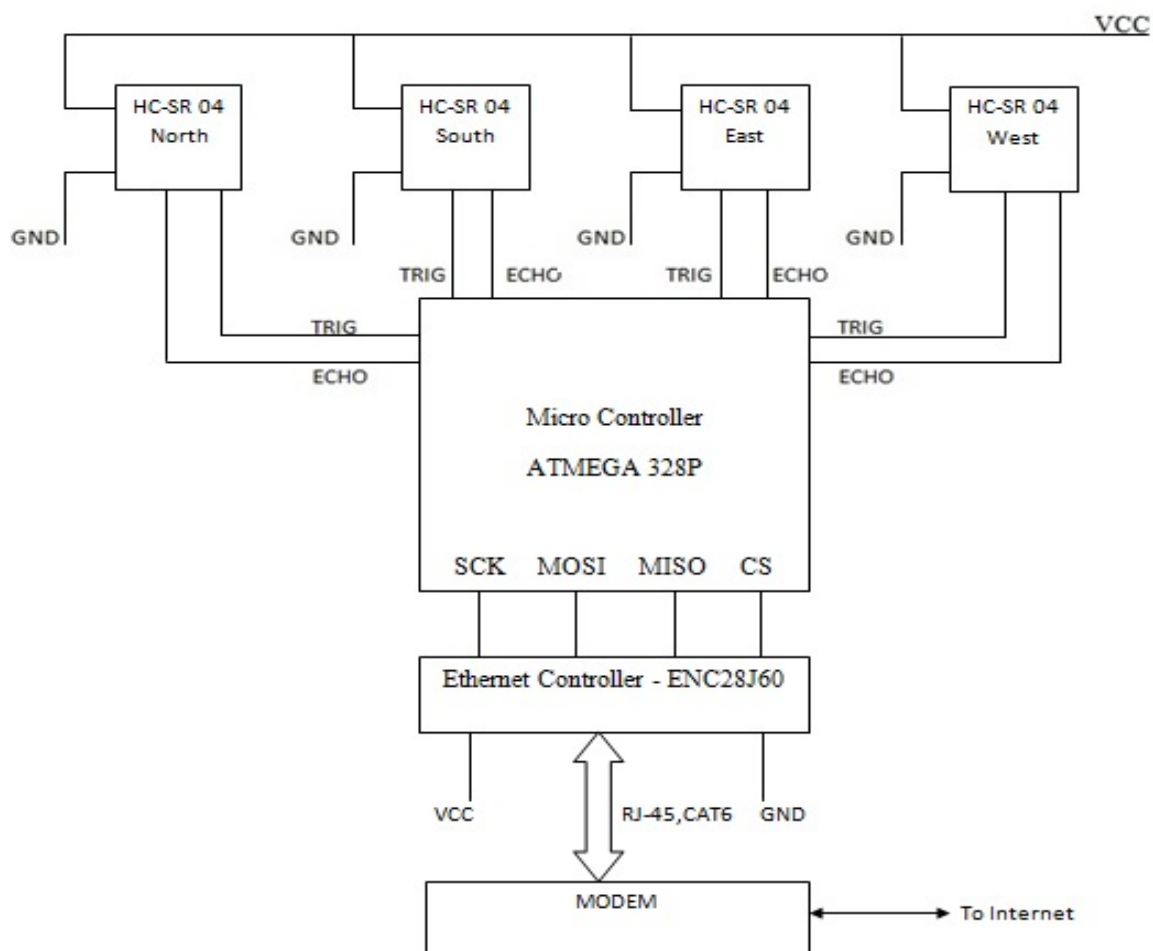 VCC
HC-SR 04
North
HC-SR 04
South
HC-SR 04
East
HC-SR 04
West
GND
GND
GND
GND
TRIG
ECHO
TRIG
ECHO
TRIG
ECHO
TRIG
ECHO
Micro Controller
ATMEGA 328P
SCK MOSI MISO CS
Ethernet Controller - ENC28J60
VCC
RJ-45,CAT6
GND
MODEM
To Internet